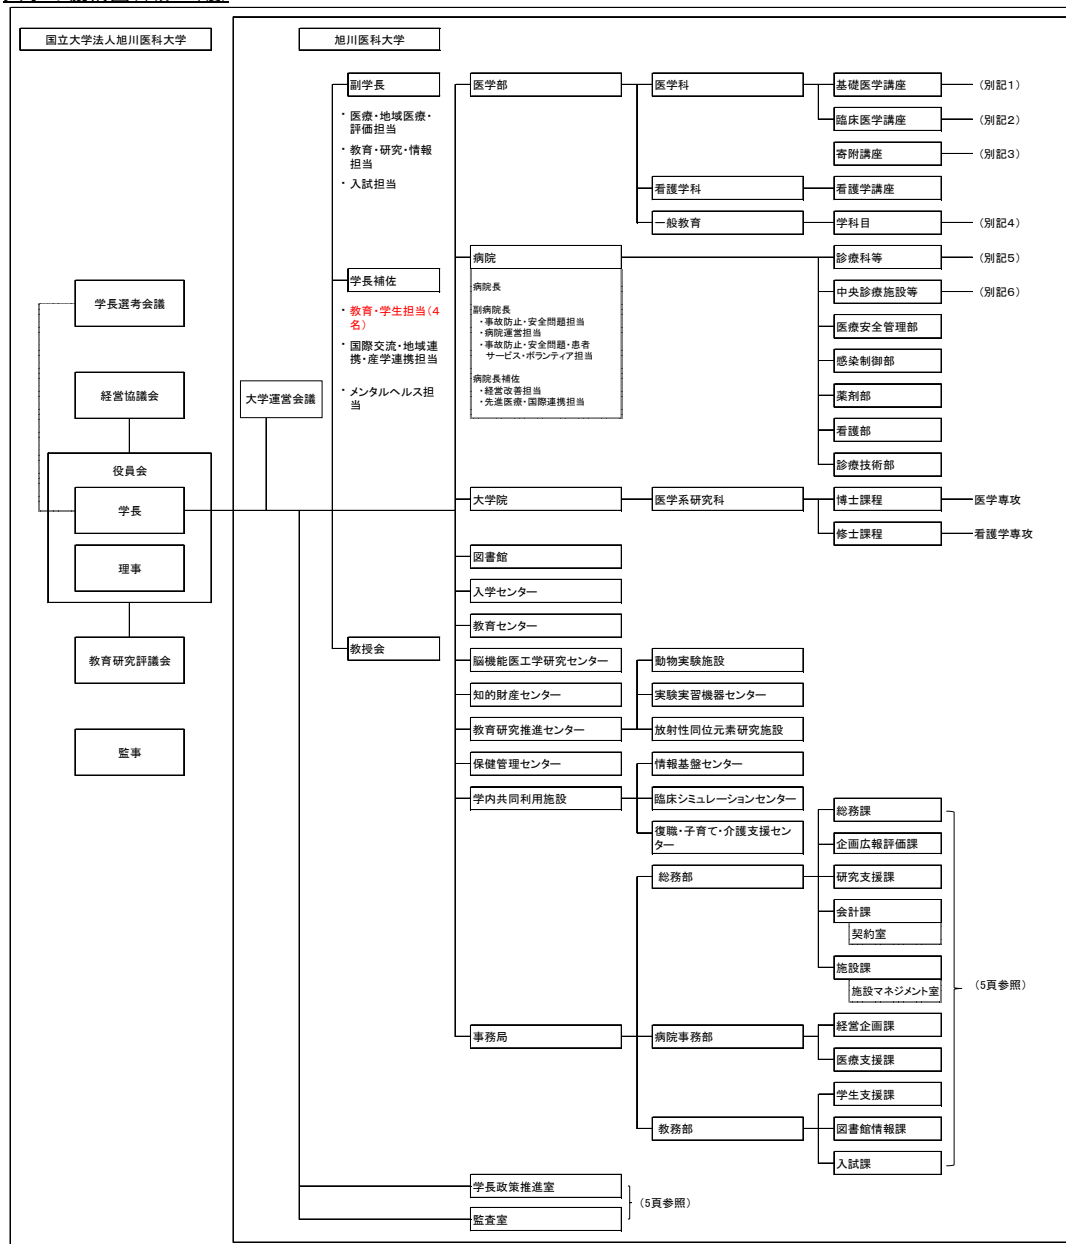 国立大学法人旭川医科大学
旭川医科大学
副学長
・医療・地域医療・
評価担当
・教育・研究・情報
担当
・入試担当
学長補佐
・教育・学生担当(4
名)
・国際交流・地域連
携・産学連携担当
・メンタルヘルス担
当
教授会
学長選考会議
経営協議会
役員会
学長
理事
教育研究評議会
監事
大学運営会議
医学部
医学科
基礎医学講座
(別記1)
臨床医学講座
(別記2)
寄附講座
(別記3)
看護学科
看護学講座
一般教育
学科目
(別記4)
病院
病院長
副病院長
・事故防止・安全問題担当
・病院運営担当
・事故防止・安全問題・患者
サービス・ボランティア担当
病院長補佐
・経営改善担当
・先進医療・国際連携担当
診療科等
(別記5)
中央診療施設等
(別記6)
医療安全管理部
感染制御部
薬剤部
看護部
診療技術部
大学院
医学系研究科
博士課程
医学専攻
修士課程
看護学専攻
図書館
入学センター
教育センター
脳機能医工学研究センター
知的財産センター
教育研究推進センター
動物実験施設
実験実習機器センター
放射性同位元素研究施設
保健管理センター
学内共同利用施設
情報基盤センター
臨床シミュレーションセンター
復職・子育て・介護支援セン
ター
事務局
総務部
総務課
企画広報評価課
研究支援課
会計課
契約室
施設課
施設マネジメント室
病院事務部
経営企画課
医療支援課
教務部
学生支援課
図書館情報課
入試課
(5頁参照)
学長政策推進室
監査室
(5頁参照)